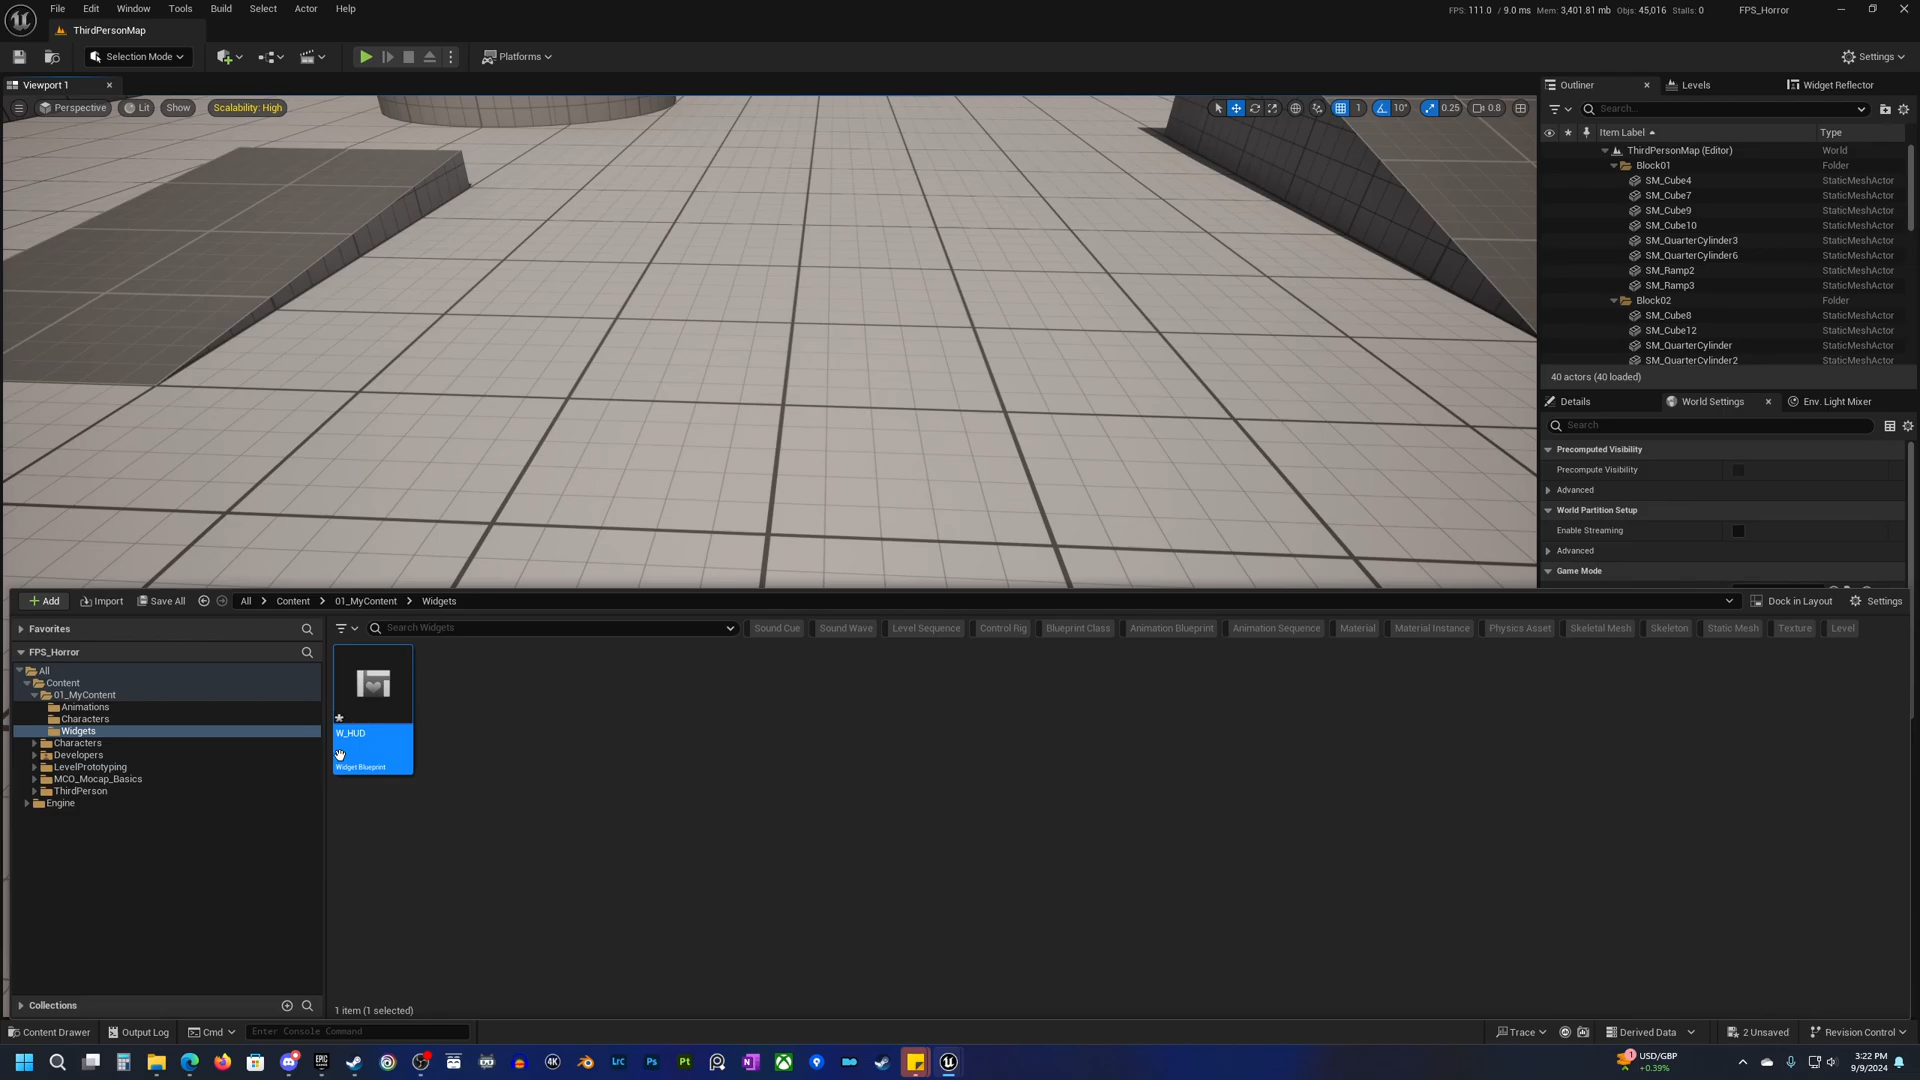 File Edit Window Tools Build Select Actor Help
FPS: 111.0 / 9.0 ms Mem: 3,401.81 mb Objs: 45,016 Stalls: 0 FPS_Horror
ThirdPersonMap
Selection Mode Platforms Settings
Viewport 1
Perspective Lit Show Scalability: High
1 10° 0.25 0.8
Outliner Levels Widget Reflector
Search...
Item Label Type
ThirdPersonMap (Editor) World
Block01 Folder
SM_Cube4 StaticMeshActor
SM_Cube7 StaticMeshActor
SM_Cube9 StaticMeshActor
SM_Cube10 StaticMeshActor
SM_QuarterCylinder3 StaticMeshActor
SM_QuarterCylinder6 StaticMeshActor
SM_Ramp2 StaticMeshActor
SM_Ramp3 StaticMeshActor
Block02 Folder
SM_Cube8 StaticMeshActor
SM_Cube12 StaticMeshActor
SM_QuarterCylinder StaticMeshActor
SM_QuarterCylinder2 StaticMeshActor
40 actors (40 loaded)
Details World Settings Env. Light Mixer
Search
Precomputed Visibility
Precompute Visibility
Advanced
World Partition Setup
Enable Streaming
Advanced
Game Mode
Add Import Save All All Content 01_MyContent Widgets Dock in Layout Settings
Favorites
Search Widgets
Sound Cue Sound Wave Level Sequence Control Rig Blueprint Class Animation Blueprint Animation Sequence Material Material Instance Physics Asset Skeletal Mesh Skeleton Static Mesh Texture Level
FPS_Horror
All
Content
01_MyContent
Animations
Characters
Widgets
Characters
Developers
LevelPrototyping
MCO_Mocap_Basics
ThirdPerson
Engine
W_HUD
Widget Blueprint
Collections
1 item (1 selected)
Content Drawer Output Log Cmd Enter Console Command Trace Derived Data 2 Unsaved Revision Control
USD/GBP
+0.39%
3:22 PM
9/9/2024